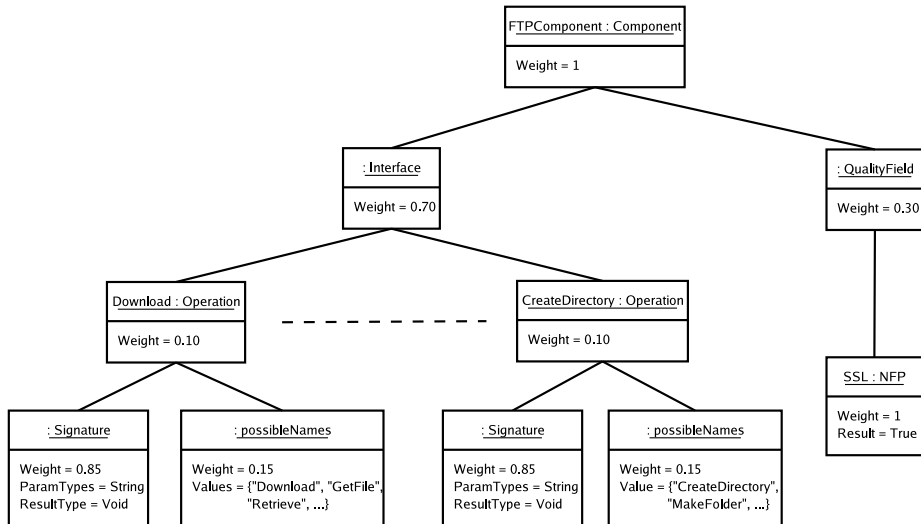 FTPComponent : Component
Weight = 1
: Interface
Weight = 0.70
: QualityField
Weight = 0.30
Download : Operation
Weight = 0.10
CreateDirectory : Operation
Weight = 0.10
SSL : NFP
Weight = 1
Result = True
: Signature
Weight = 0.85
ParamTypes = String
ResultType = Void
: possibleNames
Weight = 0.15
Values = {"Download", "GetFile",
"Retrieve", ...}
: Signature
Weight = 0.85
ParamTypes = String
ResultType = Void
: possibleNames
Weight = 0.15
Value = {"CreateDirectory",
"MakeFolder", ...}